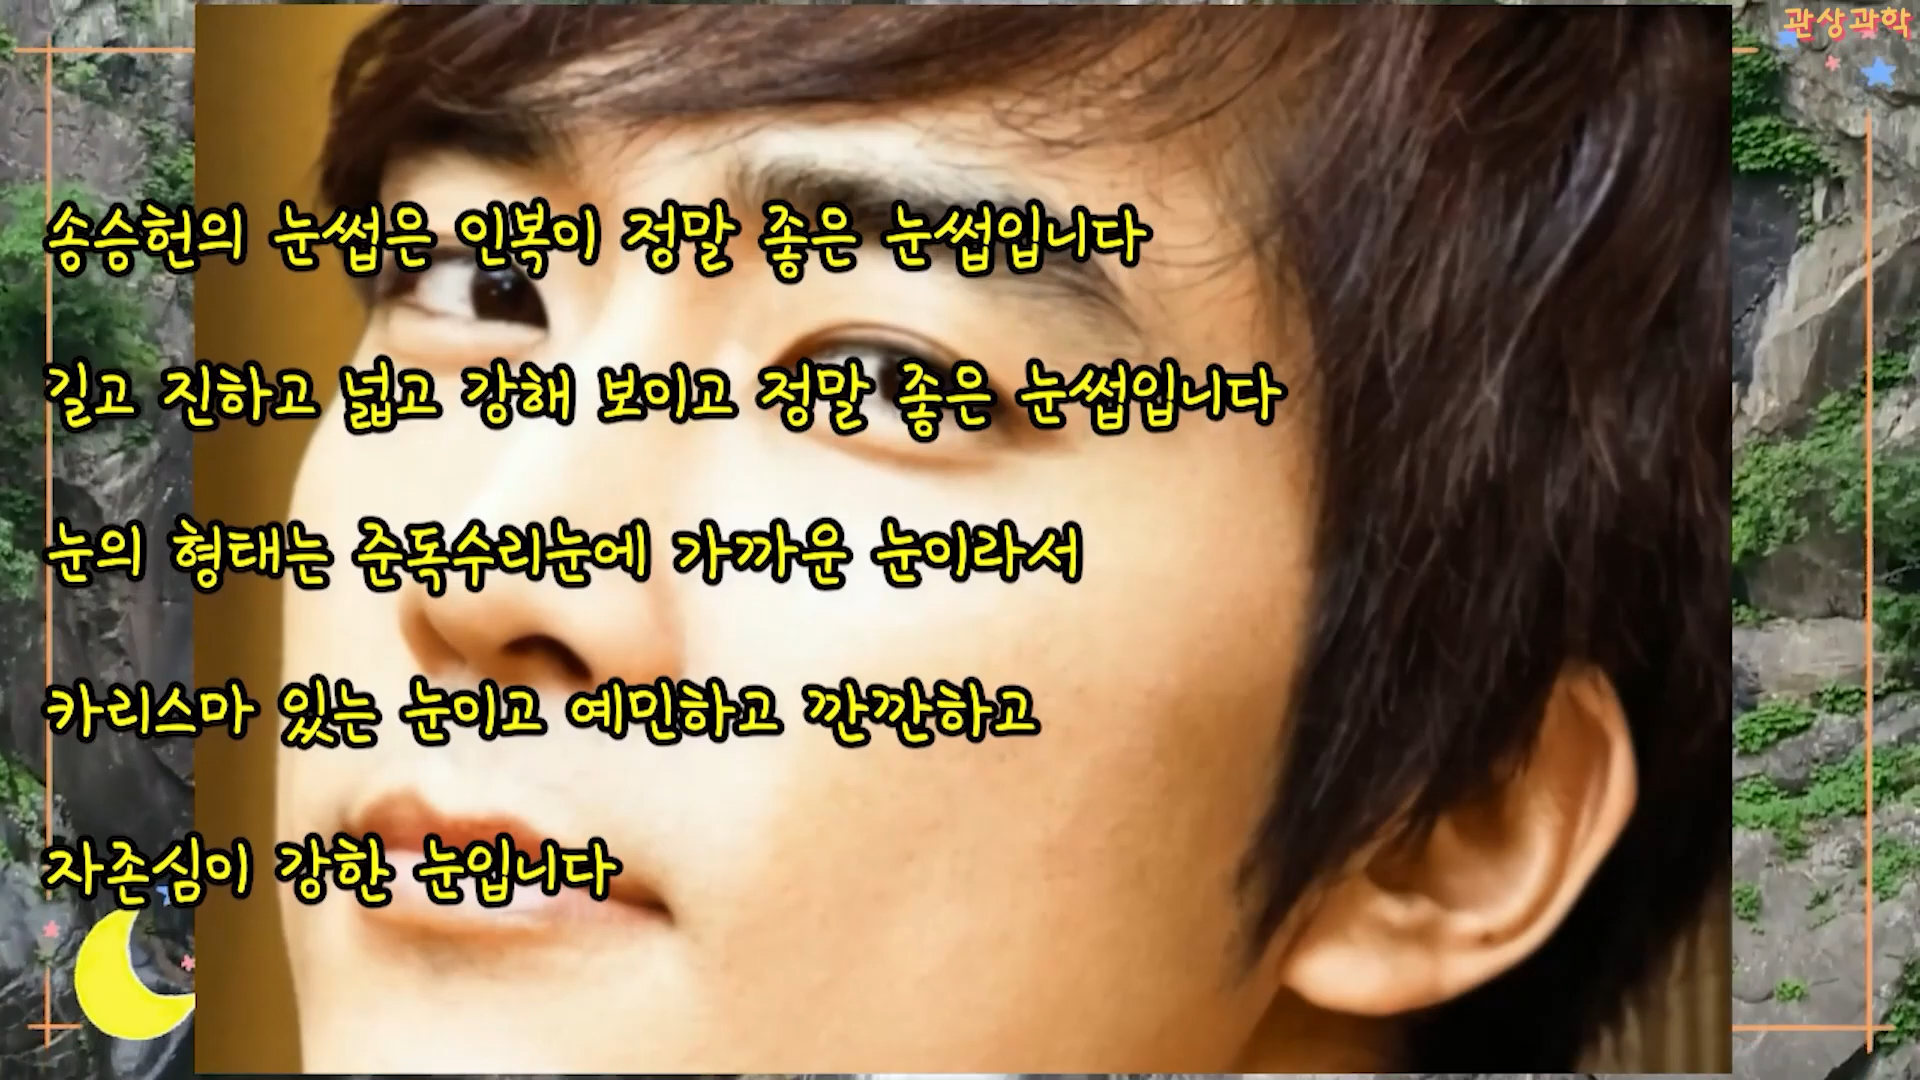 관상과학
송승헌의 눈썹은 인복이 정말 좋은 눈썹입니다
길고 진하고 넓고 강해 보이고 정말 좋은 눈썹입니다
눈의 형태는 준독수리눈에 가까운 눈이라서
카리스마 있는 눈이고 예민하고 깐깐하고
자존심이 강한 눈입니다